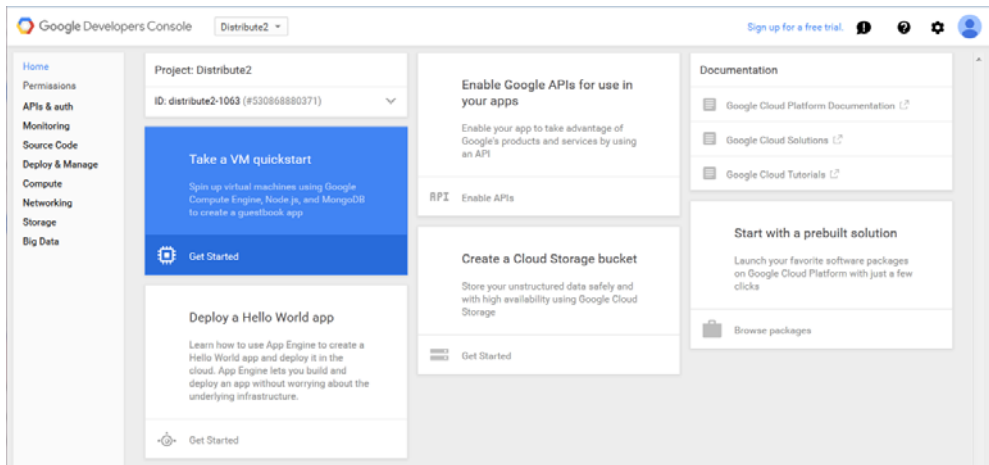 Google Developers Console
Distribute2
Sign up for a free trial.
Home
Permissions
APIs & auth
Monitoring
Source Code
Deploy & Manage
Compute
Networking
Storage
Big Data
Project: Distribute2
ID: distribute2-1063 (#530868880371)
Take a VM quickstart
Spin up virtual machines using Google
Compute Engine, Node.js, and MongoDB
to create a guestbook app
Get Started
Deploy a Hello World app
Learn how to use App Engine to create a
Hello World app and deploy it in the
cloud. App Engine lets you build and
deploy an app without worrying about the
underlying infrastructure.
Get Started
Enable Google APIs for use in
your apps
Enable your app to take advantage of
Google's products and services by using
an API
API Enable APIs
Create a Cloud Storage bucket
Store your unstructured data safely and
with high availability using Google Cloud
Storage
Get Started
Documentation
Google Cloud Platform Documentation
Google Cloud Solutions
Google Cloud Tutorials
Start with a prebuilt solution
Launch your favorite software packages
on Google Cloud Platform with just a few
clicks
Browse packages